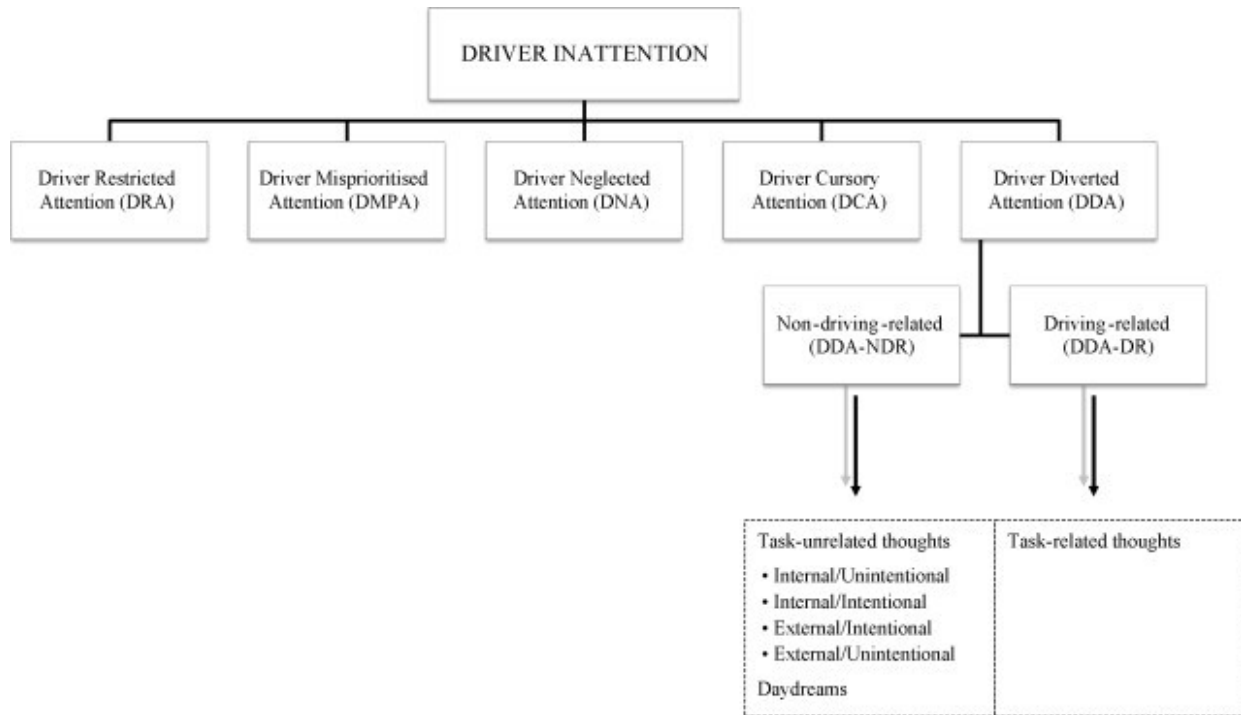 DRIVER INATTENTION
Driver Restricted
Attention (DRA)
Driver Misprioritised
Attention (DMPA)
Driver Neglected
Attention (DNA)
Driver Cursory
Attention (DCA)
Driver Diverted
Attention (DDA)
Non-driving-related
(DDA-NDR)
Driving-related
(DDA-DR)
Task-unrelated thoughts
• Internal/Unintentional
• Internal/Intentional
• External/Intentional
• External/Unintentional
Daydreams
Task-related thoughts